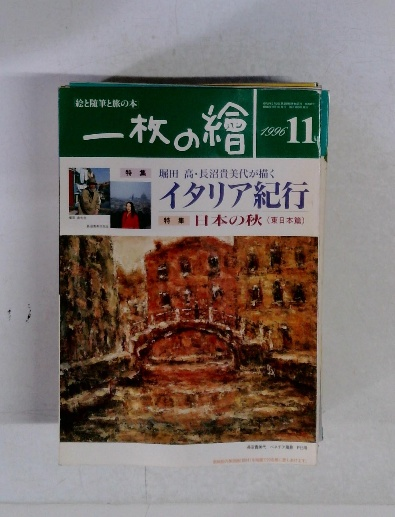 絵と随筆と旅の本
一枚の繪
1996 11
特集 堀田 高・長沼貴美代が描く
イタリア紀行
特集 日本の秋（東日本篇）